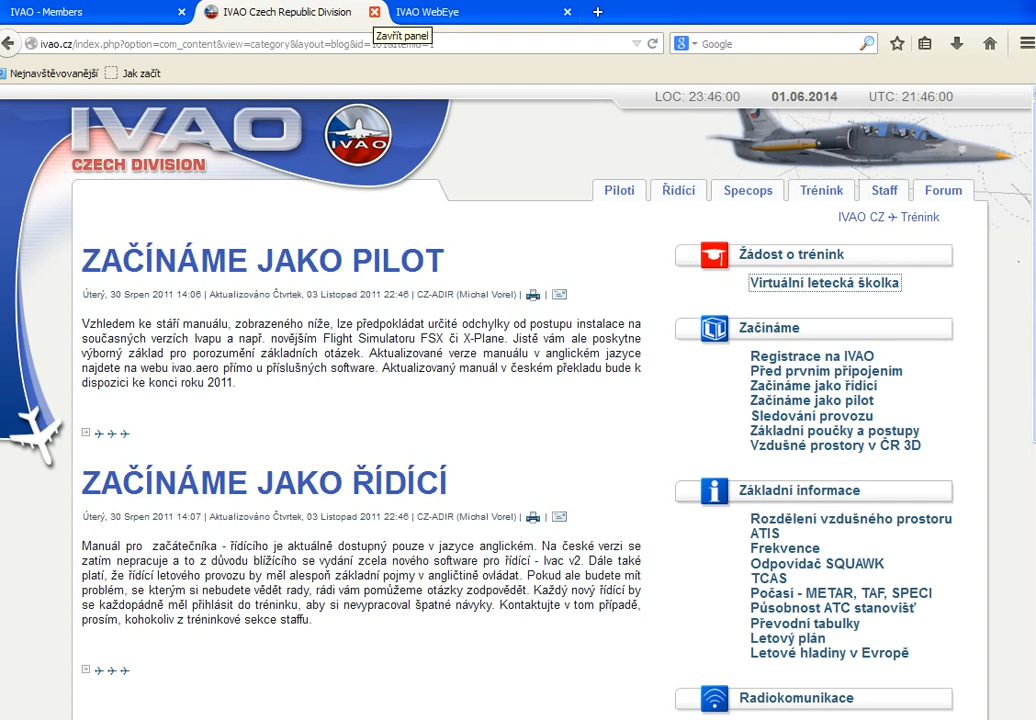 IVAO - Members
IVAO Czech Republic Division
IVAO WebEye
Zavřít panel
ivao.cz/index.php?option=com_content&view=category&layout=blog&id=
Google
Nejnavštěvovanější
Jak začít
LOC: 23:46:00
01.06.2014
UTC: 21:46:00
IVAO
CZECH DIVISION
IVAO
Piloti
Řídící
Specops
Trénink
Staff
Forum
IVAO CZ
Trénink
ZAČÍNÁME JAKO PILOT
Úterý, 30 Srpen 2011 14:06 | Aktualizováno Čtvrtek, 03 Listopad 2011 22:46 | CZ-ADIR (Michal Vorel) | |
Vzhledem ke stáří manuálu, zobrazeného níže, lze předpokládat určité odchylky od postupu instalace na
současných verzích Ivapu a např. novějším Flight Simulatoru FSX či X-Plane. Jistě vám ale poskytne
výborný základ pro porozumění základních otázek. Aktualizované verze manuálu v anglickém jazyce
najdete na webu ivao.aero přímo u příslušných software. Aktualizovaný manuál v českém překladu bude k
dispozici ke konci roku 2011.
ZAČÍNÁME JAKO ŘÍDÍCÍ
Úterý, 30 Srpen 2011 14:07 | Aktualizováno Čtvrtek, 03 Listopad 2011 22:46 | CZ-ADIR (Michal Vorel) | |
Manuál pro začátečníka - řídícího je aktuálně dostupný pouze v jazyce anglickém. Na české verzi se
zatím nepracuje a to z důvodu blížícího se vydání zcela nového software pro řídící - Ivac v2. Dále také
platí, že řídící letového provozu by měl alespoň základní pojmy v angličtině ovládat. Pokud ale budete mít
problém, se kterým si nebudete vědět rady, rádi vám pomůžeme otázky zodpovědět. Každý nový řídící by
se každopádně měl přihlásit do tréninku, aby si nevypracoval špatné návyky. Kontaktujte v tom případě,
prosím, kohokoliv z tréninkové sekce staffu.
Žádost o trénink
Virtuální letecká školka
Začínáme
Registrace na IVAO
Před prvním připojením
Začínáme jako řídící
Začínáme jako pilot
Sledování provozu
Základní poučky a postupy
Vzdušné prostory v ČR 3D
Základní informace
Rozdělení vzdušného prostoru
ATIS
Frekvence
Odpovídač SQUAWK
TCAS
Počasí - METAR, TAF, SPECI
Působnost ATC stanovišť
Převodní tabulky
Letový plán
Letové hladiny v Evropě
Radiokomunikace